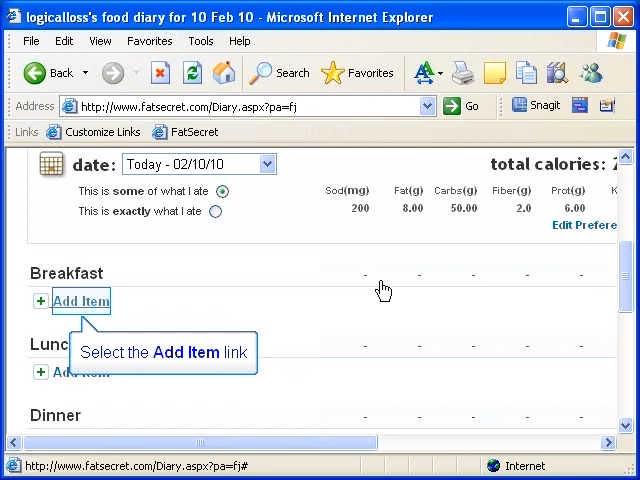 logicalloss's food diary for 10 Feb 10 - Microsoft Internet Explorer
File Edit View Favorites Tools Help
Back Search Favorites
Address http://www.fatsecret.com/Diary.aspx?pa=fj Go Snagit
Links Customize Links FatSecret
date: Today - 02/10/10 total calories:
This is some of what I ate Sod(mg) Fat(g) Carbs(g) Fiber(g) Prot(g) K
This is exactly what I ate 200 8.00 50.00 2.0 6.00
Edit Prefere
Breakfast - - - - -
Add Item
Select the Add Item link
Lunc - - - - -
Dinner - - - - -
http://www.fatsecret.com/Diary.aspx?pa=fj# Internet